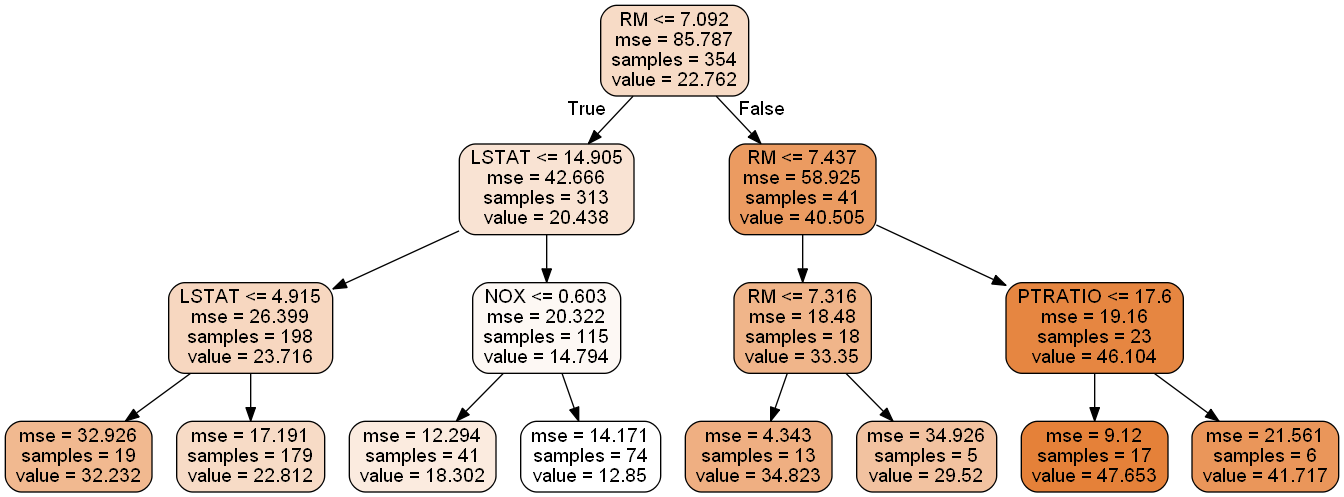 RM <= 7.092
mse = 85.787
samples = 354
value = 22.762
True
False
LSTAT <= 14.905
mse = 42.666
samples = 313
value = 20.438
RM <= 7.437
mse = 58.925
samples = 41
value = 40.505
LSTAT <= 4.915
mse = 26.399
samples = 198
value = 23.716
NOX <= 0.603
mse = 20.322
samples = 115
value = 14.794
RM <= 7.316
mse = 18.48
samples = 18
value = 33.35
PTRATIO <= 17.6
mse = 19.16
samples = 23
value = 46.104
mse = 32.926
samples = 19
value = 32.232
mse = 17.191
samples = 179
value = 22.812
mse = 12.294
samples = 41
value = 18.302
mse = 14.171
samples = 74
value = 12.85
mse = 4.343
samples = 13
value = 34.823
mse = 34.926
samples = 5
value = 29.52
mse = 9.12
samples = 17
value = 47.653
mse = 21.561
samples = 6
value = 41.717